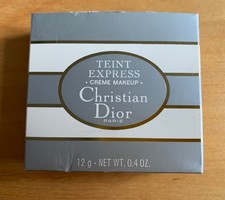 TEINT
EXPRESS
• CREME MAKEUP •
Christian
Dior
PARIS
12 g - NET WT. 0.4 OZ.